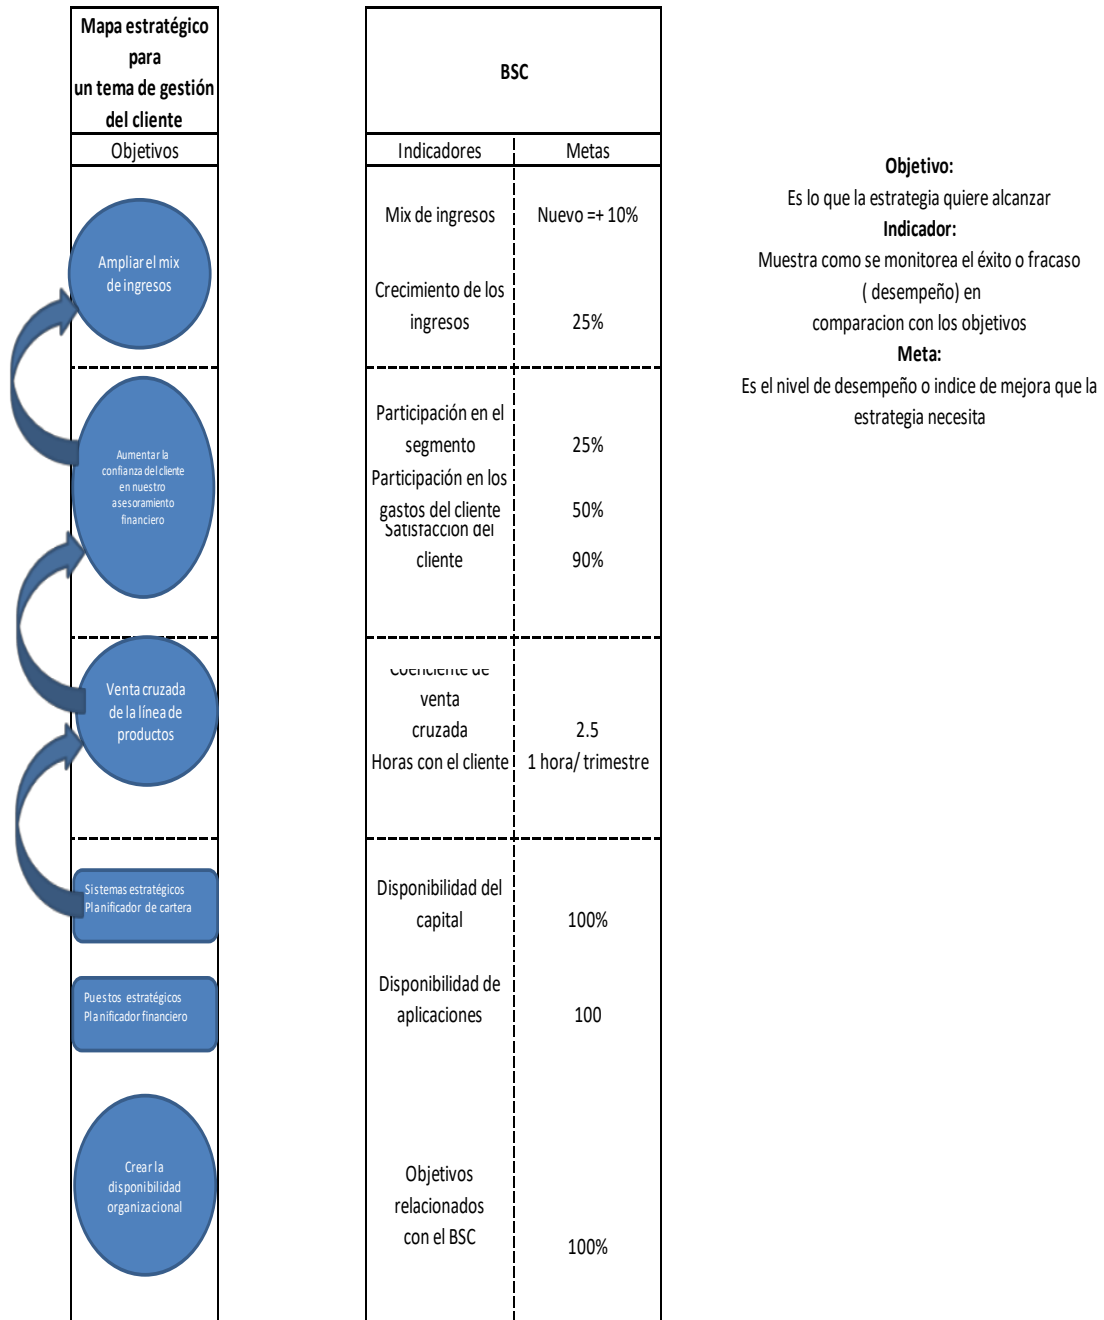 Mapa estratégico
para
un tema de gestión
del cliente
Objetivos
Ampliar el mix
de ingresos
Aumentar la
confianza del cliente
en nuestro
asesoramiento
financiero
Venta cruzada
de la línea de
productos
Sistemas estratégicos
Planificador de cartera
Puestos estratégicos
Planificador financiero
Crear la
disponibilidad
organizacional
BSC
Indicadores Metas
Mix de ingresos Nuevo =+ 10%
Crecimiento de los
ingresos 25%
Participación en el
segmento 25%
Participación en los
gastos del cliente 50%
Satisfacción del
cliente 90%
Coeficiente de
venta
cruzada 2.5
Horas con el cliente 1 hora/ trimestre
Disponibilidad del
capital 100%
Disponibilidad de
aplicaciones 100
Objetivos
relacionados
con el BSC 100%
Objetivo:
Es lo que la estrategia quiere alcanzar
Indicador:
Muestra como se monitorea el éxito o fracaso
( desempeño) en
comparacion con los objetivos
Meta:
Es el nivel de desempeño o indice de mejora que la
estrategia necesita